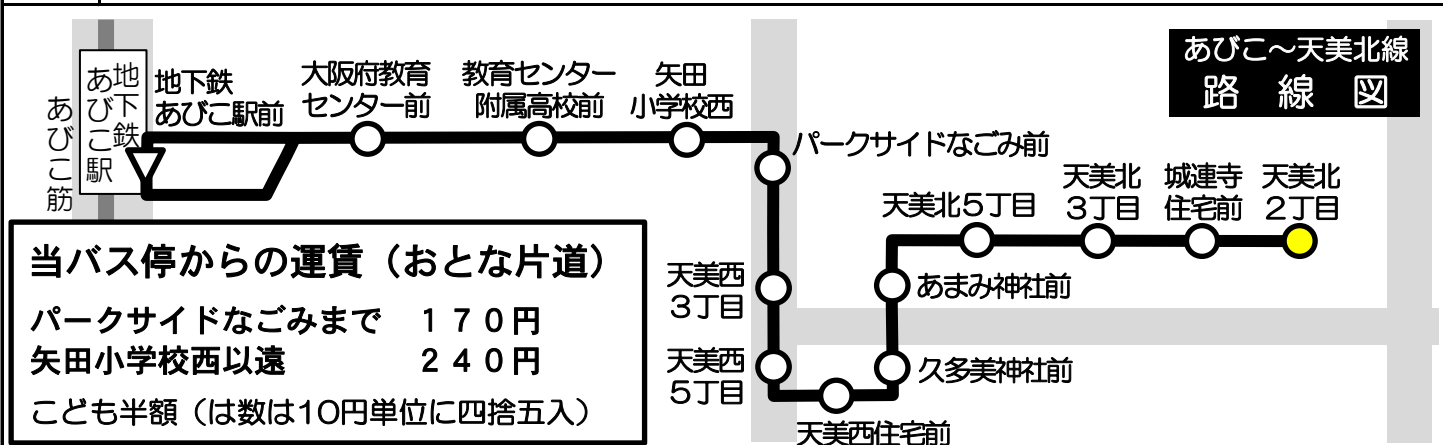 あびこ～天美北線
路線図
地下鉄
あびこ駅
あびこ筋
地下鉄
あびこ駅前
大阪府教育
センター前
教育センター
附属高校前
矢田
小学校西
パークサイドなごみ前
天美西
3丁目
天美西
5丁目
天美西住宅前
久多美神社前
あまみ神社前
天美北5丁目
天美北
3丁目
城連寺
住宅前
天美北
2丁目
当バス停からの運賃（おとな片道）
パークサイドなごみまで　１７０円
矢田小学校西以遠　２４０円
こども半額（は数は10円単位に四捨五入）